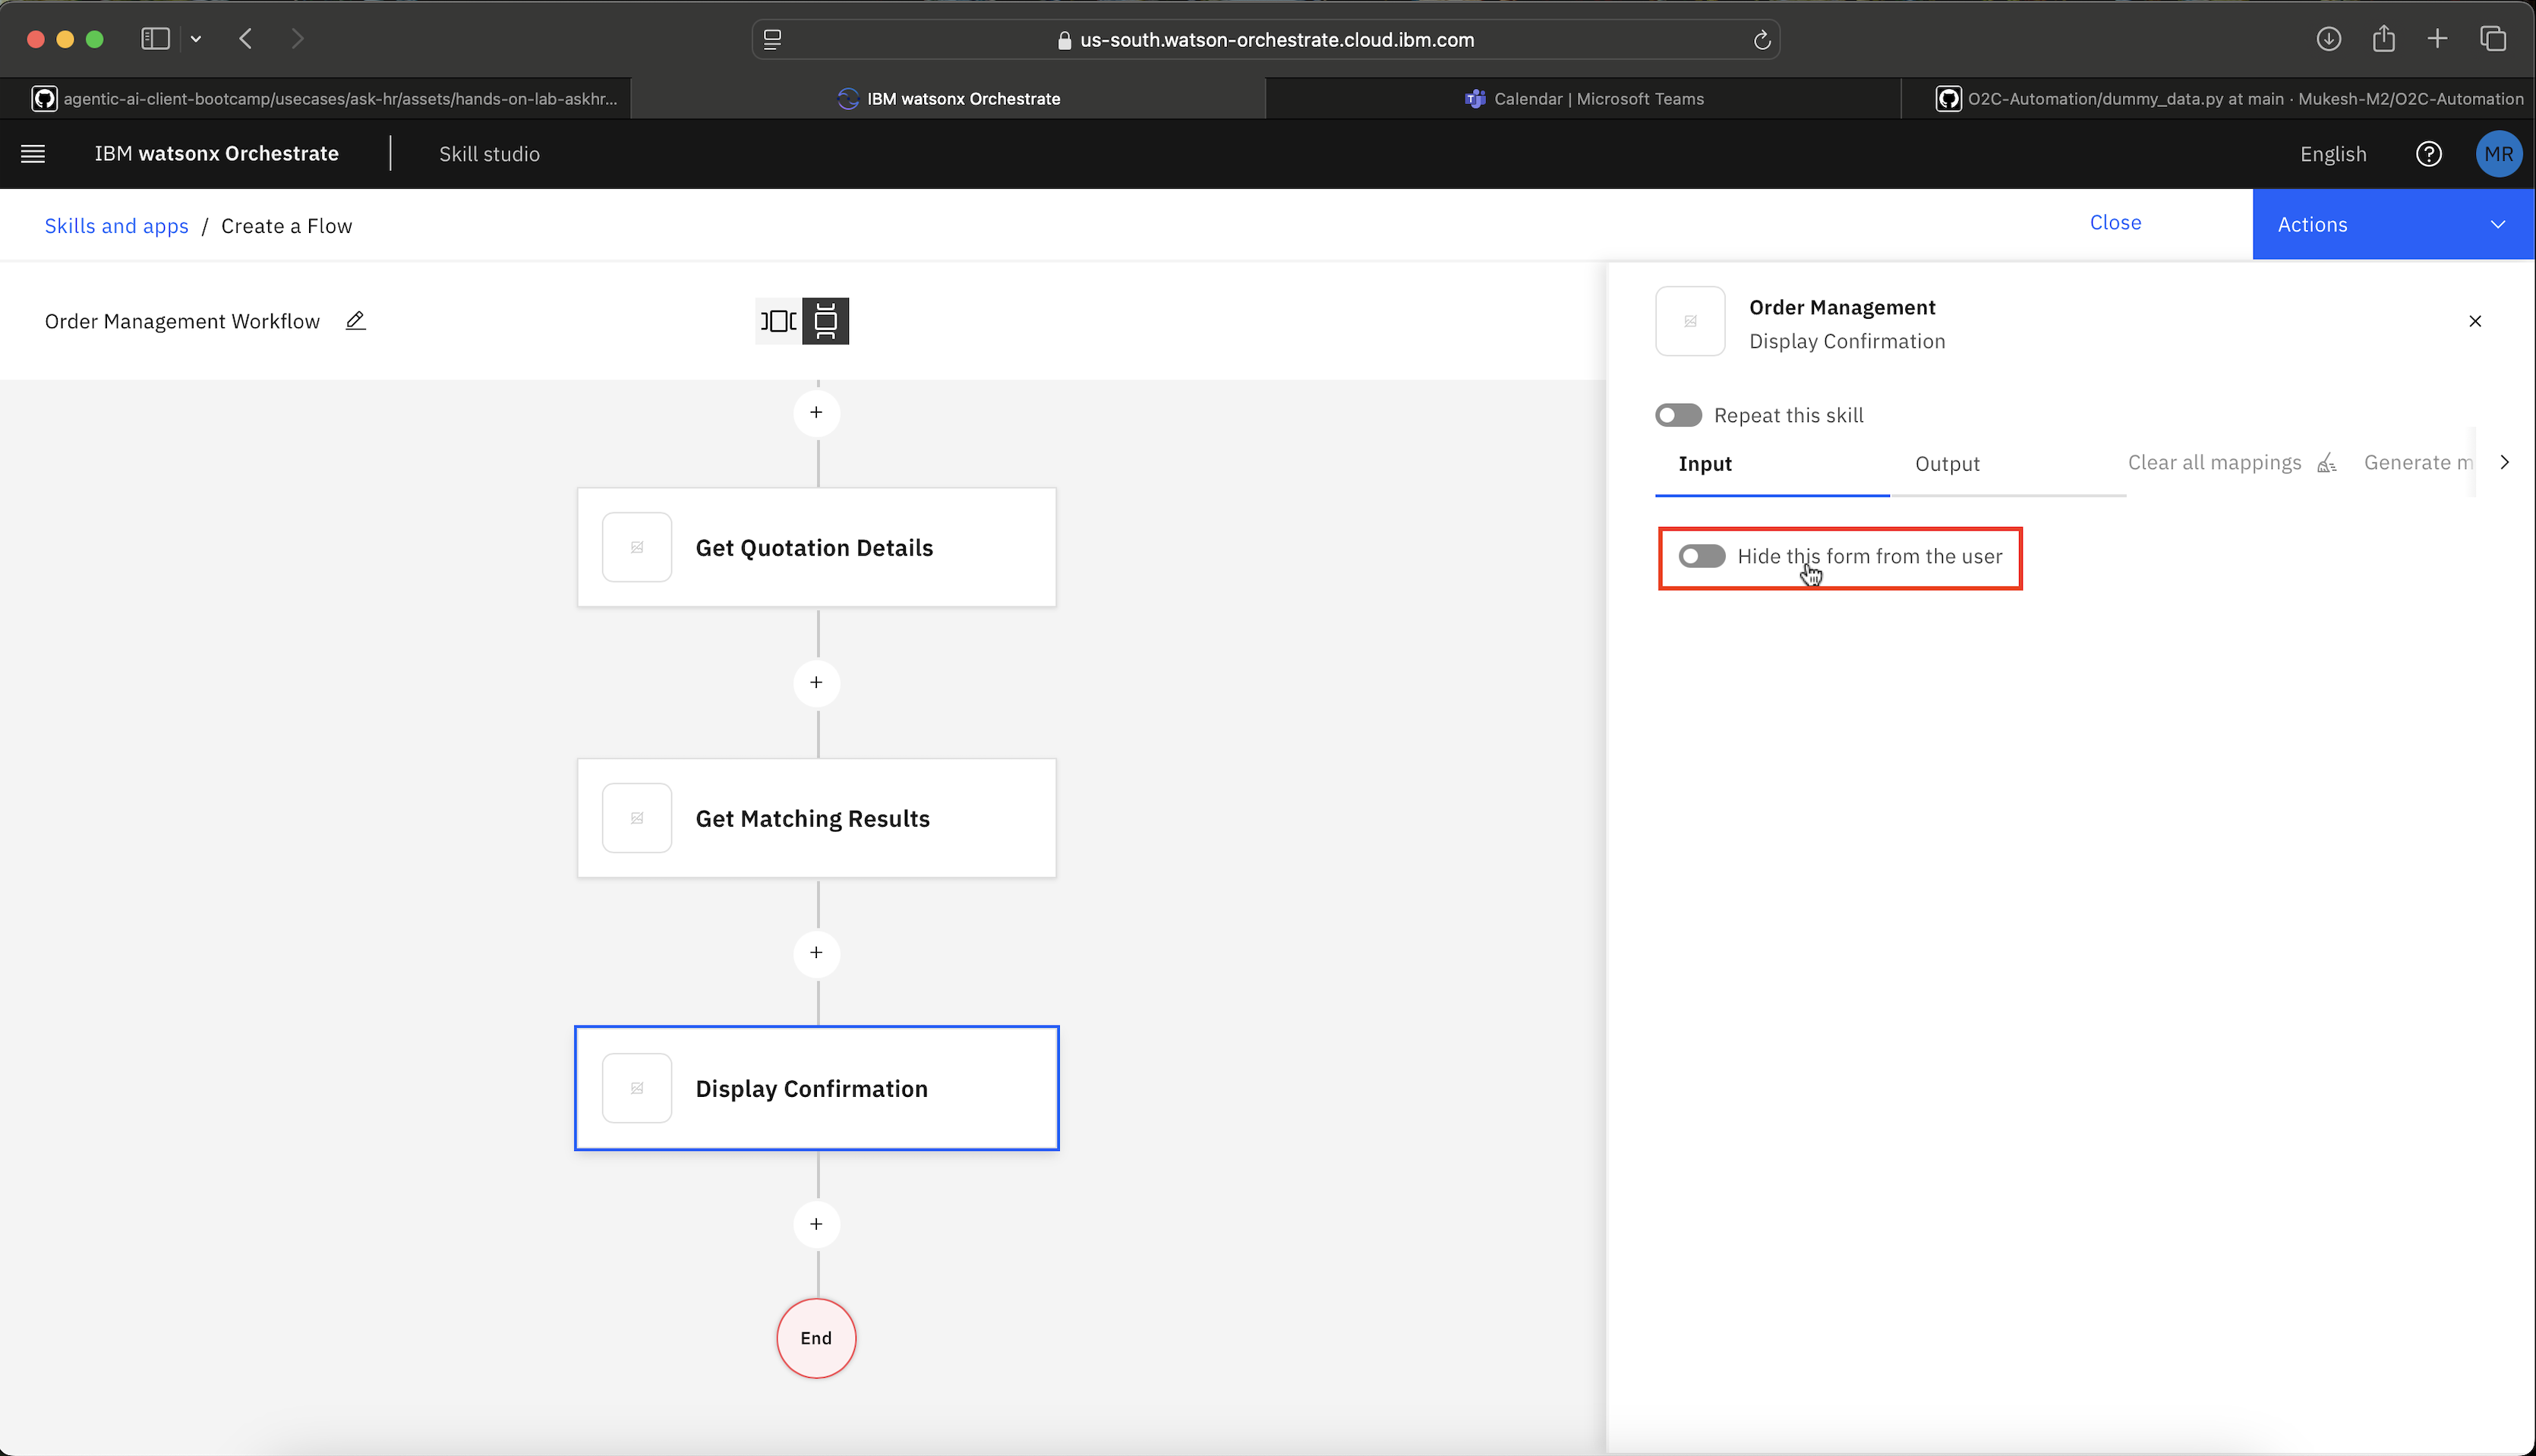 us-south.watson-orchestrate.cloud.ibm.com
agentic-ai-client-bootcamp/usecases/ask-hr/assets/hands-on-lab-askhr...
IBM watsonx Orchestrate
Calendar | Microsoft Teams
O2C-Automation/dummy_data.py at main · Mukesh-M2/O2C-Automation
IBM watsonx Orchestrate
Skill studio
English
MR
Skills and apps / Create a Flow
Close
Actions
Order Management Workflow
Order Management
Display Confirmation
Repeat this skill
Input
Output
Clear all mappings
Generate m
Hide this form from the user
Get Quotation Details
Get Matching Results
Display Confirmation
End